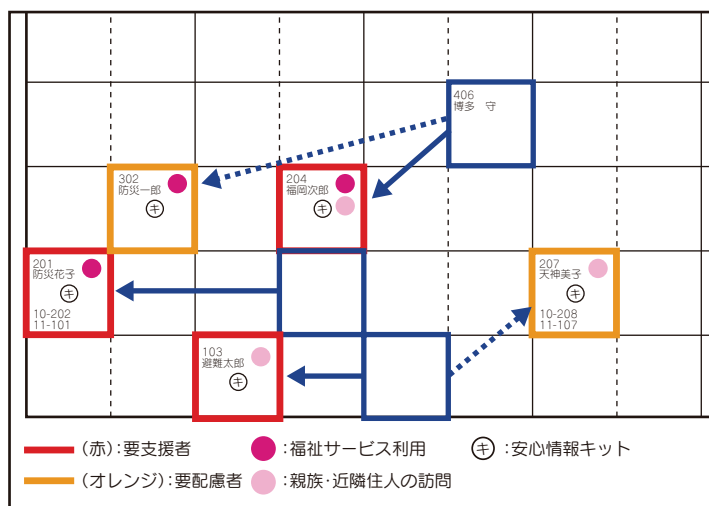 406
博多　守
302
防災一郎
キ
204
福岡次郎
キ
201
防災花子
キ
10-202
11-101
207
天神美子
キ
10-208
11-107
103
避難太郎
キ
(赤):要支援者
:福祉サービス利用
キ:安心情報キット
(オレンジ):要配慮者
:親族・近隣住人の訪問